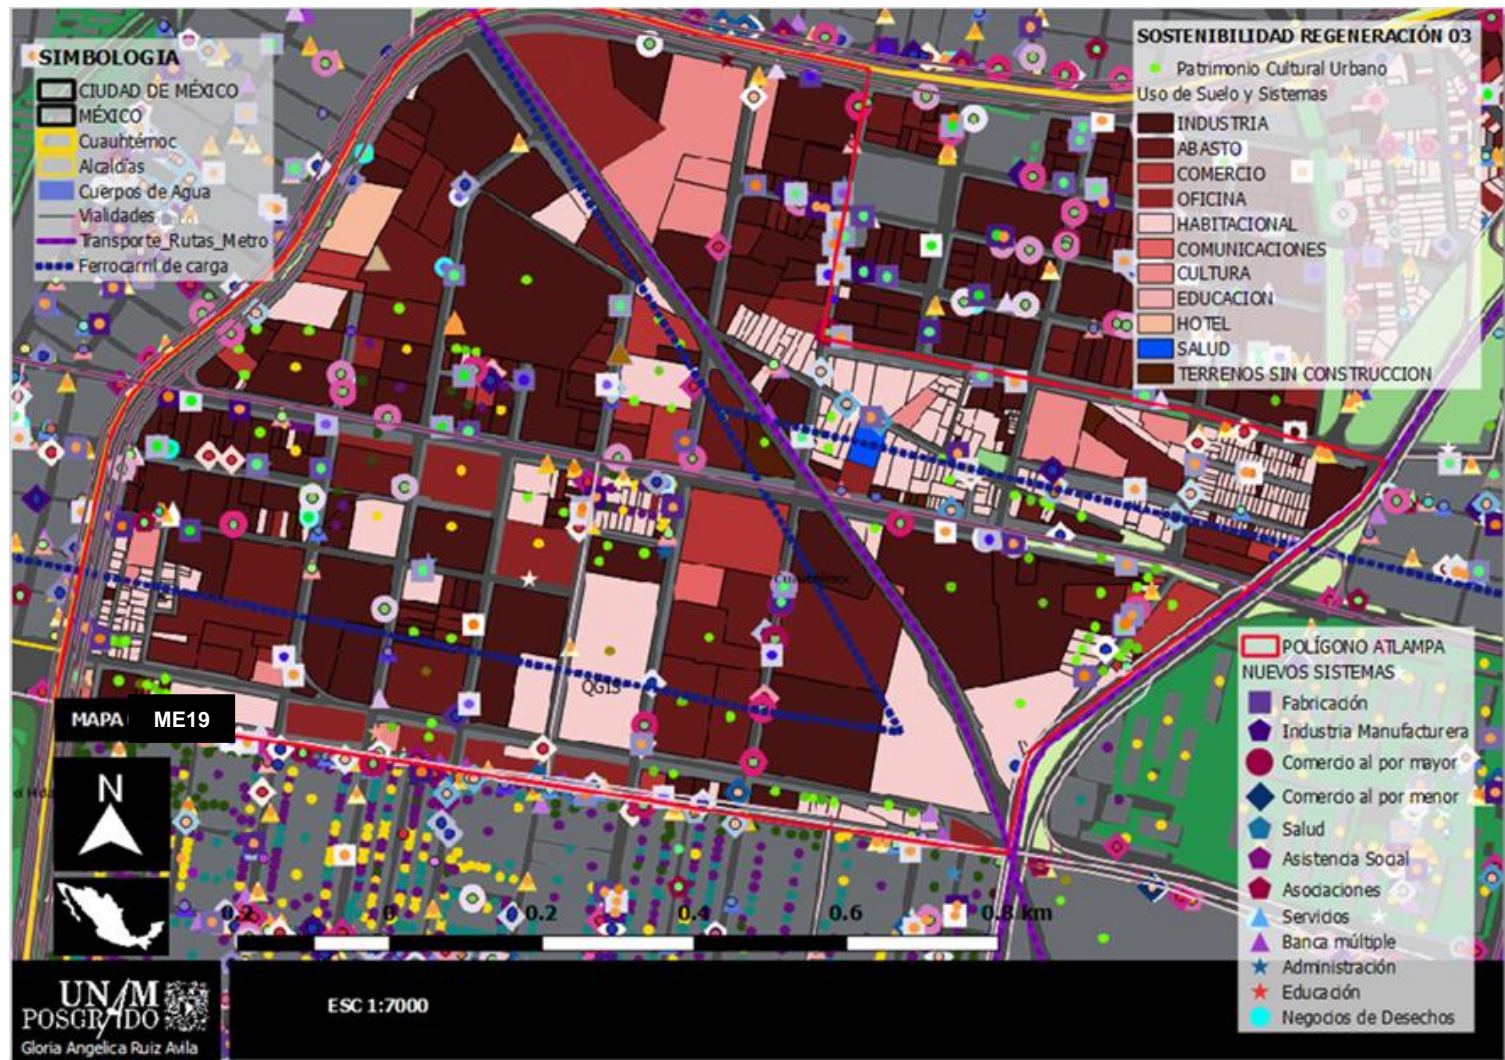 SIMBOLOGIA
CIUDAD DE MÉXICO
MÉXICO
Cuauhtémoc
Alcaldías
Cuerpos de Agua
Vialidades
Transporte_Rutas_Metro
Ferrocarril de carga
SOSTENIBILIDAD REGENERACIÓN 03
Patrimonio Cultural Urbano
Uso de Suelo y Sistemas
INDUSTRIA
ABASTO
COMERCIO
OFICINA
HABITACIONAL
COMUNICACIONES
CULTURA
EDUCACION
HOTEL
SALUD
TERRENOS SIN CONSTRUCCION
Cuauhtémoc
QGIS
POLÍGONO ATLAMPA
NUEVOS SISTEMAS
Fabricación
Industria Manufacturera
Comercio al por mayor
Comercio al por menor
Salud
Asistencia Social
Asociaciones
Servicios
Banca múltiple
Administración
Educación
Negocios de Desechos
MAPA ME19
N
0.2 0 0.2 0.4 0.6 0.8 km
ESC 1:7000
UNAM
POSGRADO
Gloria Angelica Ruiz Avila